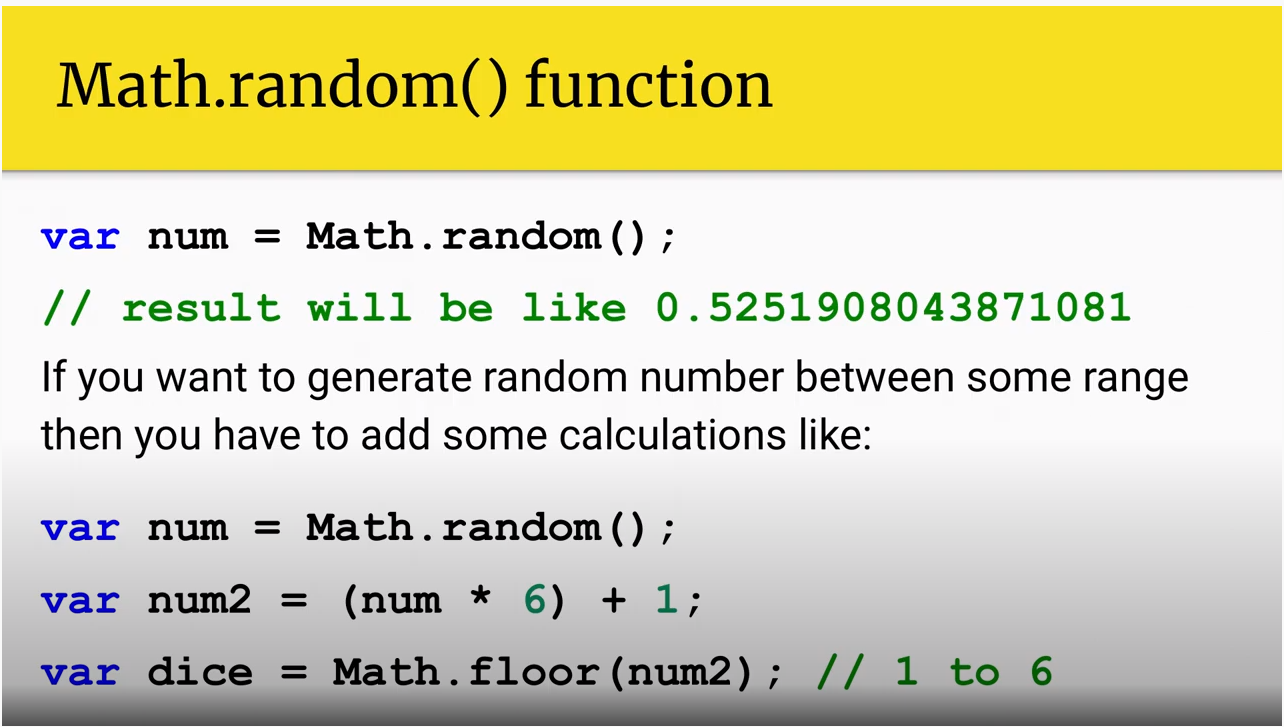 Math.random() function
var num = Math.random();
// result will be like 0.5251908043871081
If you want to generate random number between some range
then you have to add some calculations like:
var num = Math.random();
var num2 = (num * 6) + 1;
var dice = Math.floor(num2); // 1 to 6